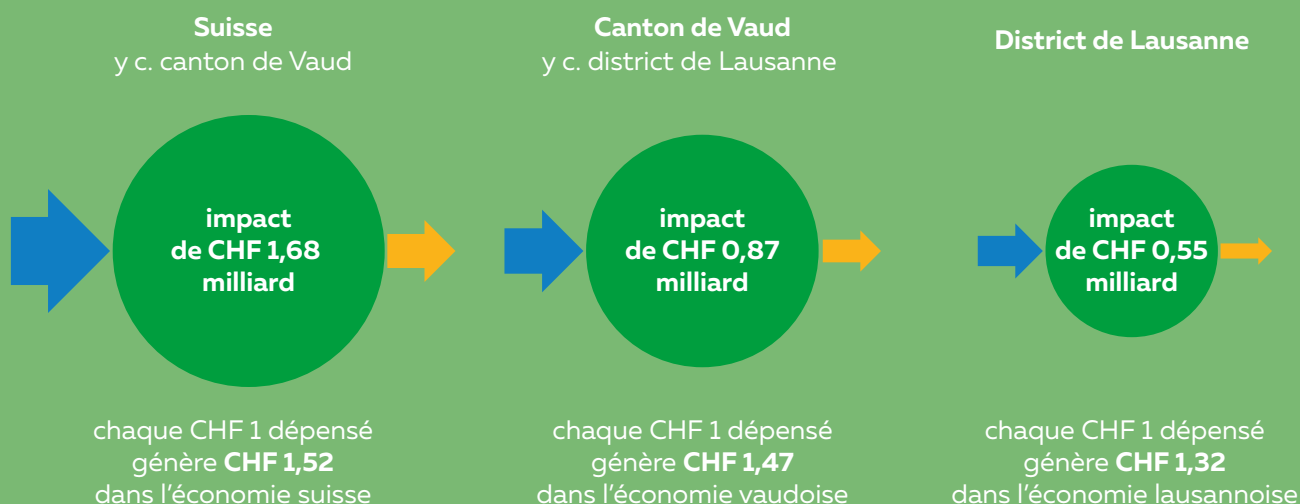 Suisse
y c. canton de Vaud
impact
de CHF 1,68
milliard
chaque CHF 1 dépensé
génère CHF 1,52
dans l'économie suisse
Canton de Vaud
y c. district de Lausanne
impact
de CHF 0,87
milliard
chaque CHF 1 dépensé
génère CHF 1,47
dans l'économie vaudoise
District de Lausanne
impact
de CHF 0,55
milliard
chaque CHF 1 dépensé
génère CHF 1,32
dans l'économie lausannoise